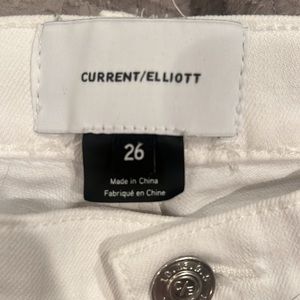 CURRENT/ELLIOTT
26
Made in China
Fabriqué en Chine
C/E